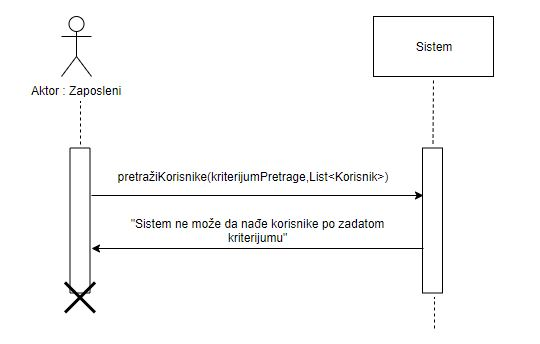 Sistem
Aktor : Zaposleni
pretražiKorisnike(kriterijumPretrage,List<Korisnik>)
"Sistem ne može da nađe korisnike po zadatom
kriterijumu"